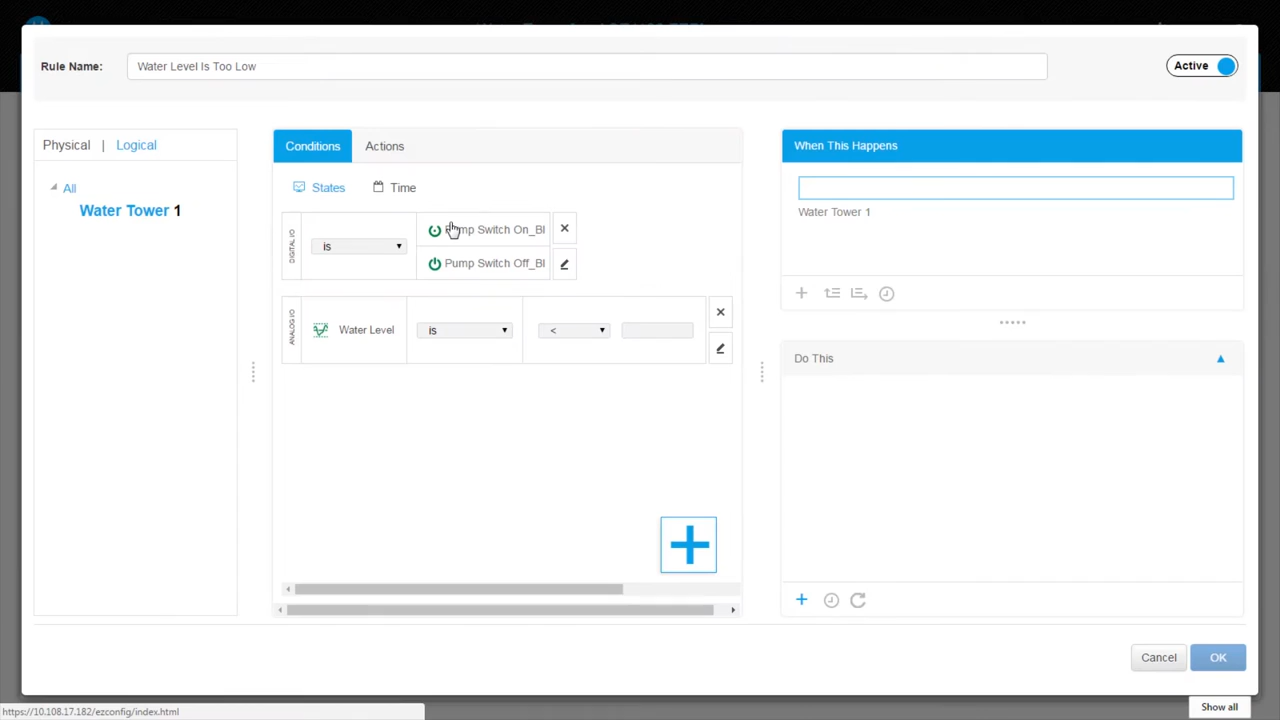 Rule Name:
Water Level Is Too Low
Active
Physical | Logical
All
Water Tower 1
Conditions
Actions
States
Time
DIGITAL IO
is
Pump Switch On_BI
Pump Switch Off_BI
ANALOG IO
Water Level
is
<
When This Happens
Water Tower 1
Do This
Cancel
OK
https://10.108.17.182/ezconfig/index.html
Show all